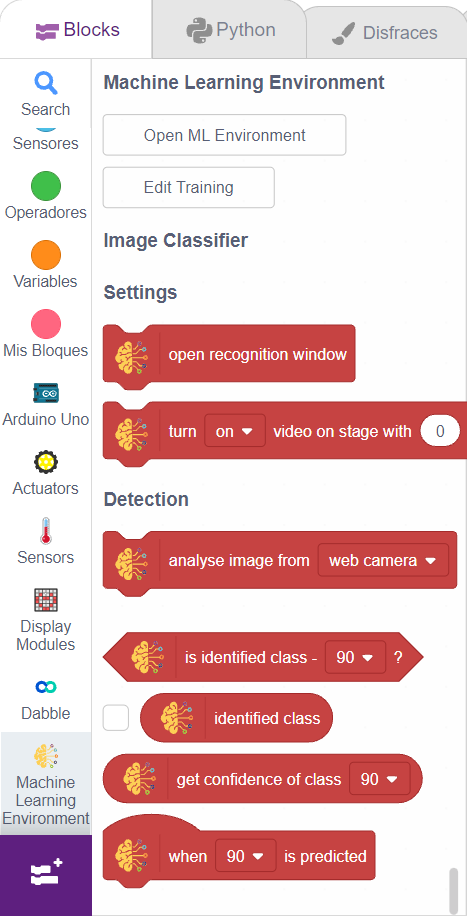 Blocks
Python
Disfraces
Search
Sensores
Operadores
Variables
Mis Bloques
Arduino Uno
Actuators
Sensors
Display
Modules
Dabble
Machine
Learning
Environment
Machine Learning Environment
Open ML Environment
Edit Training
Image Classifier
Settings
open recognition window
turn on video on stage with 0
Detection
analyse image from web camera
is identified class - 90 ?
identified class
get confidence of class 90
when 90 is predicted